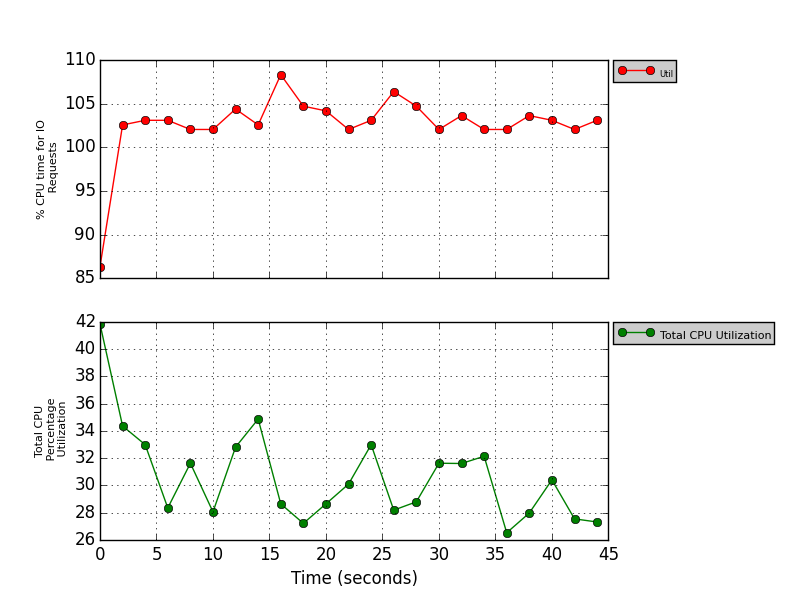 110
105
100
95
90
85
% CPU time for IO
Requests
Util
42
40
38
36
34
32
30
28
26
Total CPU
Percentage
Utilization
Total CPU Utilization
0 5 10 15 20 25 30 35 40 45
Time (seconds)